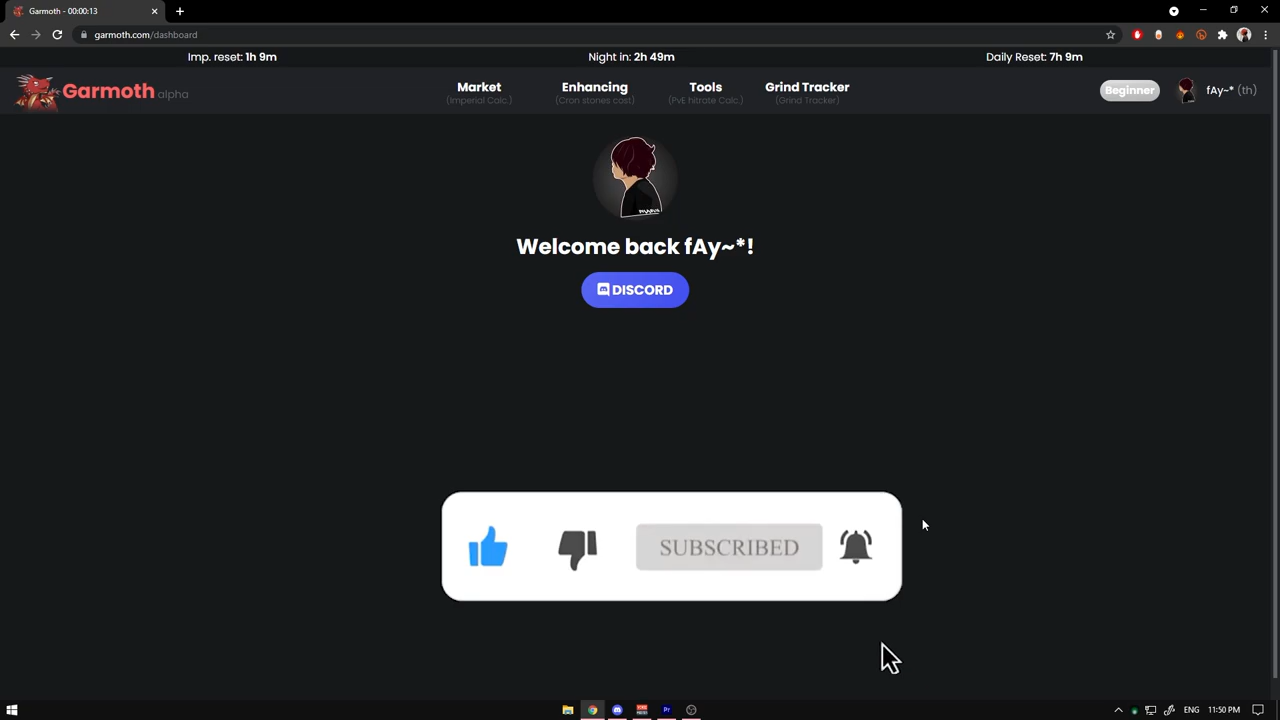 Garmoth - 00:00:13
garmoth.com/dashboard
Imp. reset: 1h 9m
Night in: 2h 49m
Daily Reset: 7h 9m
Garmoth alpha
Market
(Imperial Calc.)
Enhancing
(Cron stones cost)
Tools
(PvE hitrate Calc.)
Grind Tracker
(Grind Tracker)
Beginner
fAy~* (th)
Welcome back fAy~*!
DISCORD
SUBSCRIBED
Pr
ENG
11:50 PM